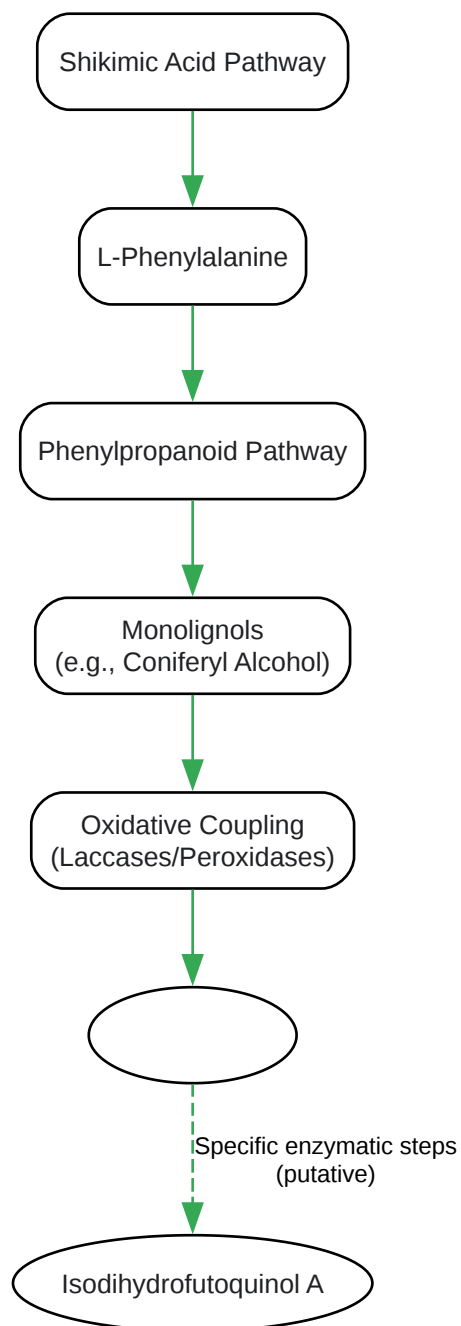 Shikimic Acid Pathway
L-Phenylalanine
Phenylpropanoid Pathway
Monolignols
(e.g., Coniferyl Alcohol)
Oxidative Coupling
(Laccases/Peroxidases)
Specific enzymatic steps
(putative)
Isodihydrofutoquinol A